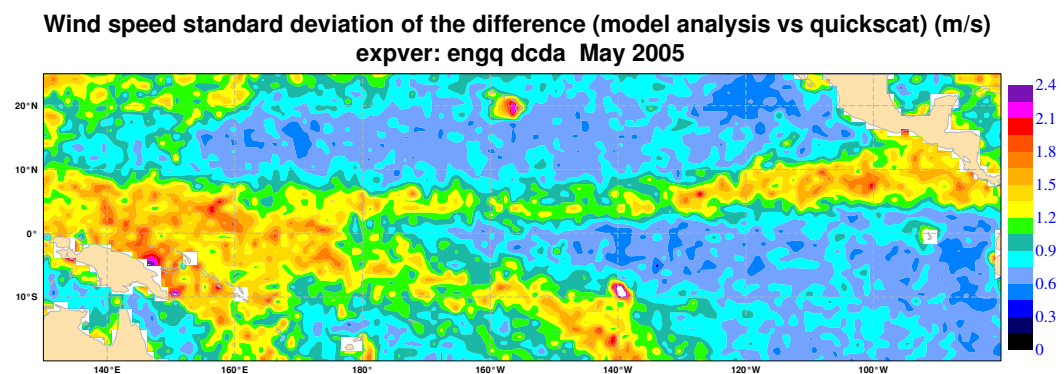 Wind speed standard deviation of the difference (model analysis vs quickscat) (m/s)
expver: engq dcda May 2005
20°N
10°N
0°
10°S
140°E
160°E
180°
160°W
140°W
120°W
100°W
2.4
2.1
1.8
1.5
1.2
0.9
0.6
0.3
0